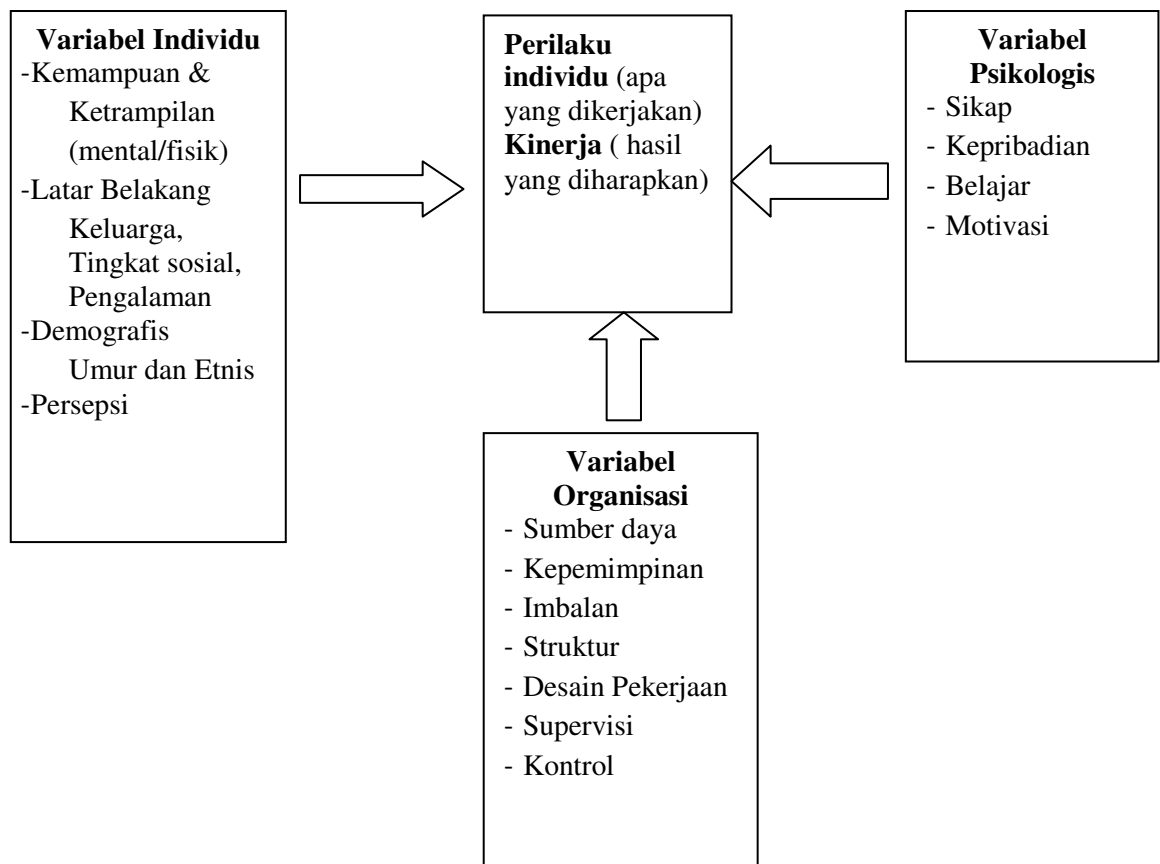 Variabel Individu
-Kemampuan &
Ketrampilan
(mental/fisik)
-Latar Belakang
Keluarga,
Tingkat sosial,
Pengalaman
-Demografis
Umur dan Etnis
-Persepsi
Perilaku
individu (apa
yang dikerjakan)
Kinerja ( hasil
yang diharapkan)
Variabel
Psikologis
- Sikap
- Kepribadian
- Belajar
- Motivasi
Variabel
Organisasi
- Sumber daya
- Kepemimpinan
- Imbalan
- Struktur
- Desain Pekerjaan
- Supervisi
- Kontrol